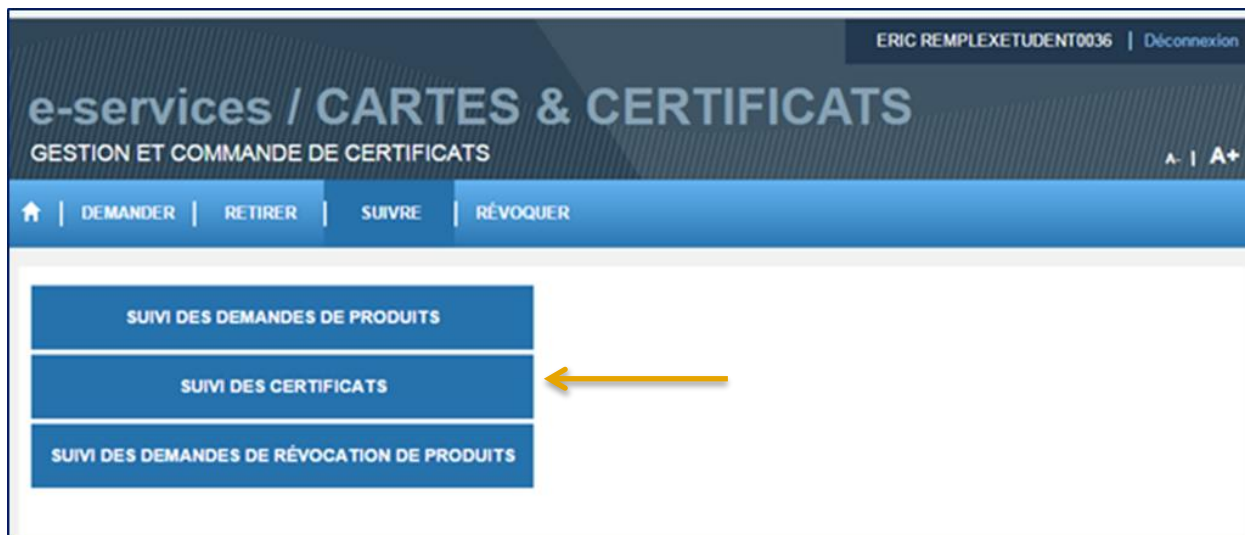 ERIC REMPLEXETUDENT0036 | Déconnexion
e-services / CARTES & CERTIFICATS
GESTION ET COMMANDE DE CERTIFICATS
A- | A+
DEMANDER | RETIRER | SUIVRE | RÉVOQUER
SUIVI DES DEMANDES DE PRODUITS
SUIVI DES CERTIFICATS
SUIVI DES DEMANDES DE RÉVOCATION DE PRODUITS